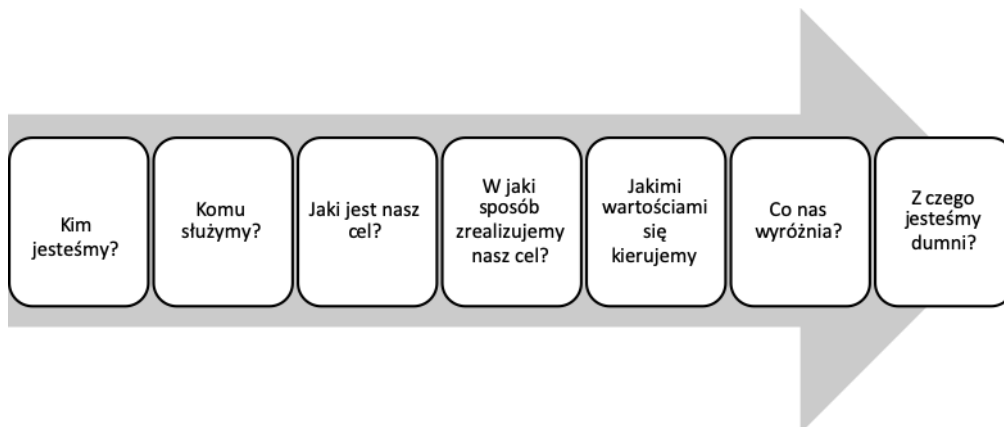 Kim
jesteśmy?
Komu
służymy?
Jaki jest nasz
cel?
W jaki
sposób
zrealizujemy
nasz cel?
Jakimi
wartościami
się
kierujemy
Co nas
wyróżnia?
Z czego
jesteśmy
dumni?